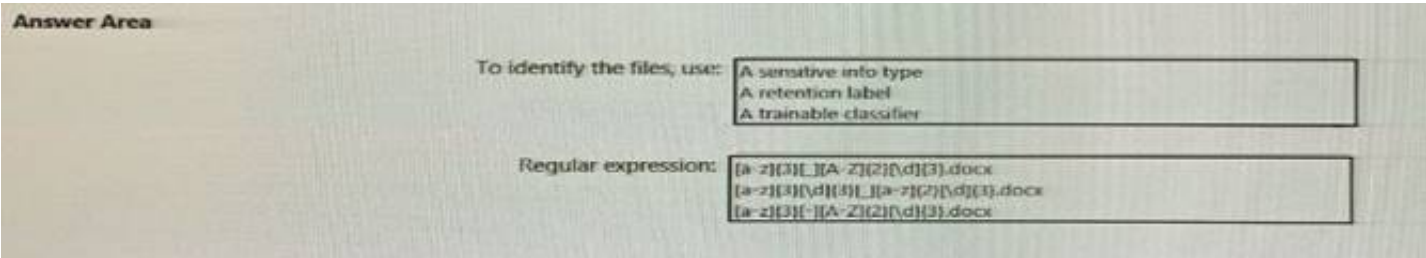 Answer Area
To identify the files, use:
A sensitive info type
A retention label
A trainable classifier
Regular expression:
[a-z]{3}[_][A-Z]{2}[\d]{3}.docx
[a-z]{3}[\d]{3}[_][a-z]{2}[\d]{3}.docx
[a-z]{3}[-][A-Z]{2}[\d]{3}.docx